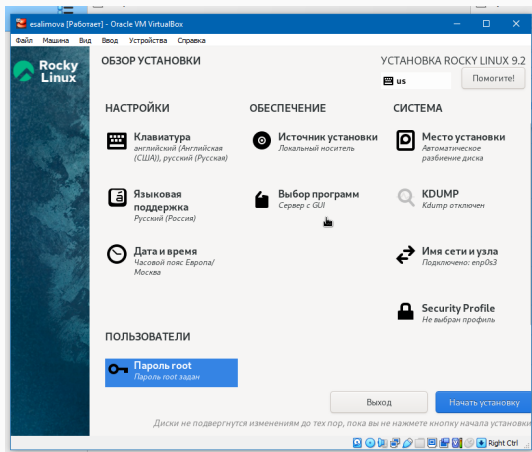 esalimova [Работает] - Oracle VM VirtualBox
Файл Машина Вид Ввод Устройства Справка
Rocky
Linux
ОБЗОР УСТАНОВКИ
УСТАНОВКА ROCKY LINUX 9.2
us
Помогите!
НАСТРОЙКИ
Клавиатура
английский (Английская
(США)), русский (Русская)
Языковая
поддержка
Русский (Россия)
Дата и время
Часовой пояс Европа/
Москва
ОБЕСПЕЧЕНИЕ
Источник установки
Локальный носитель
Выбор программ
Сервер с GUI
СИСТЕМА
Место установки
Автоматическое
разбиение диска
KDUMP
Kdump отключен
Имя сети и узла
Подключено: enp0s3
Security Profile
Не выбран профиль
ПОЛЬЗОВАТЕЛИ
Пароль root
Пароль root задан
Выход
Начать установку
Диски не подвергнутся изменениям до тех пор, пока вы не нажмете кнопку начала установки
Right Ctrl